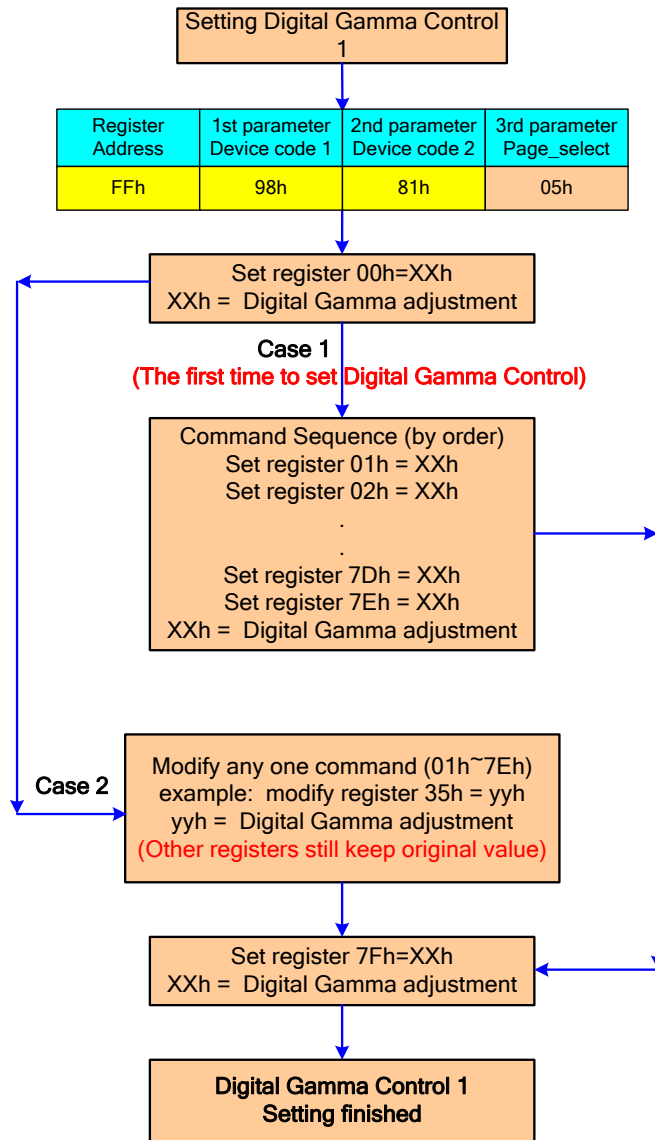 Setting Digital Gamma Control
1
Register
Address
1st parameter
Device code 1
2nd parameter
Device code 2
3rd parameter
Page_select
FFh
98h
81h
05h
Set register 00h=XXh
XXh = Digital Gamma adjustment
Case 1
(The first time to set Digital Gamma Control)
Command Sequence (by order)
Set register 01h = XXh
Set register 02h = XXh
.
.
Set register 7Dh = XXh
Set register 7Eh = XXh
XXh = Digital Gamma adjustment
Case 2
Modify any one command (01h~7Eh)
example: modify register 35h = yyh
yyh = Digital Gamma adjustment
(Other registers still keep original value)
Set register 7Fh=XXh
XXh = Digital Gamma adjustment
Digital Gamma Control 1
Setting finished